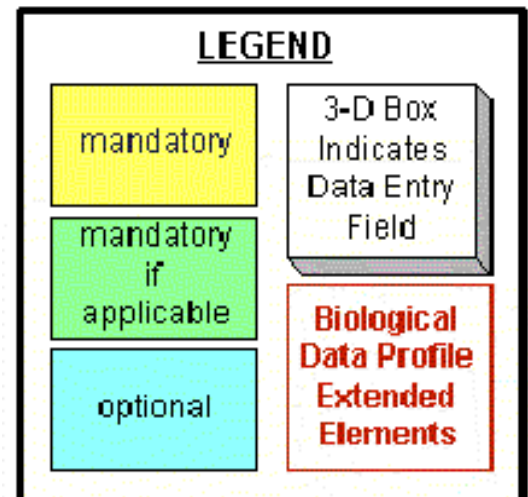 LEGEND
mandatory
mandatory
if
applicable
optional
3-D Box
Indicates
Data Entry
Field
Biological
Data Profile
Extended
Elements